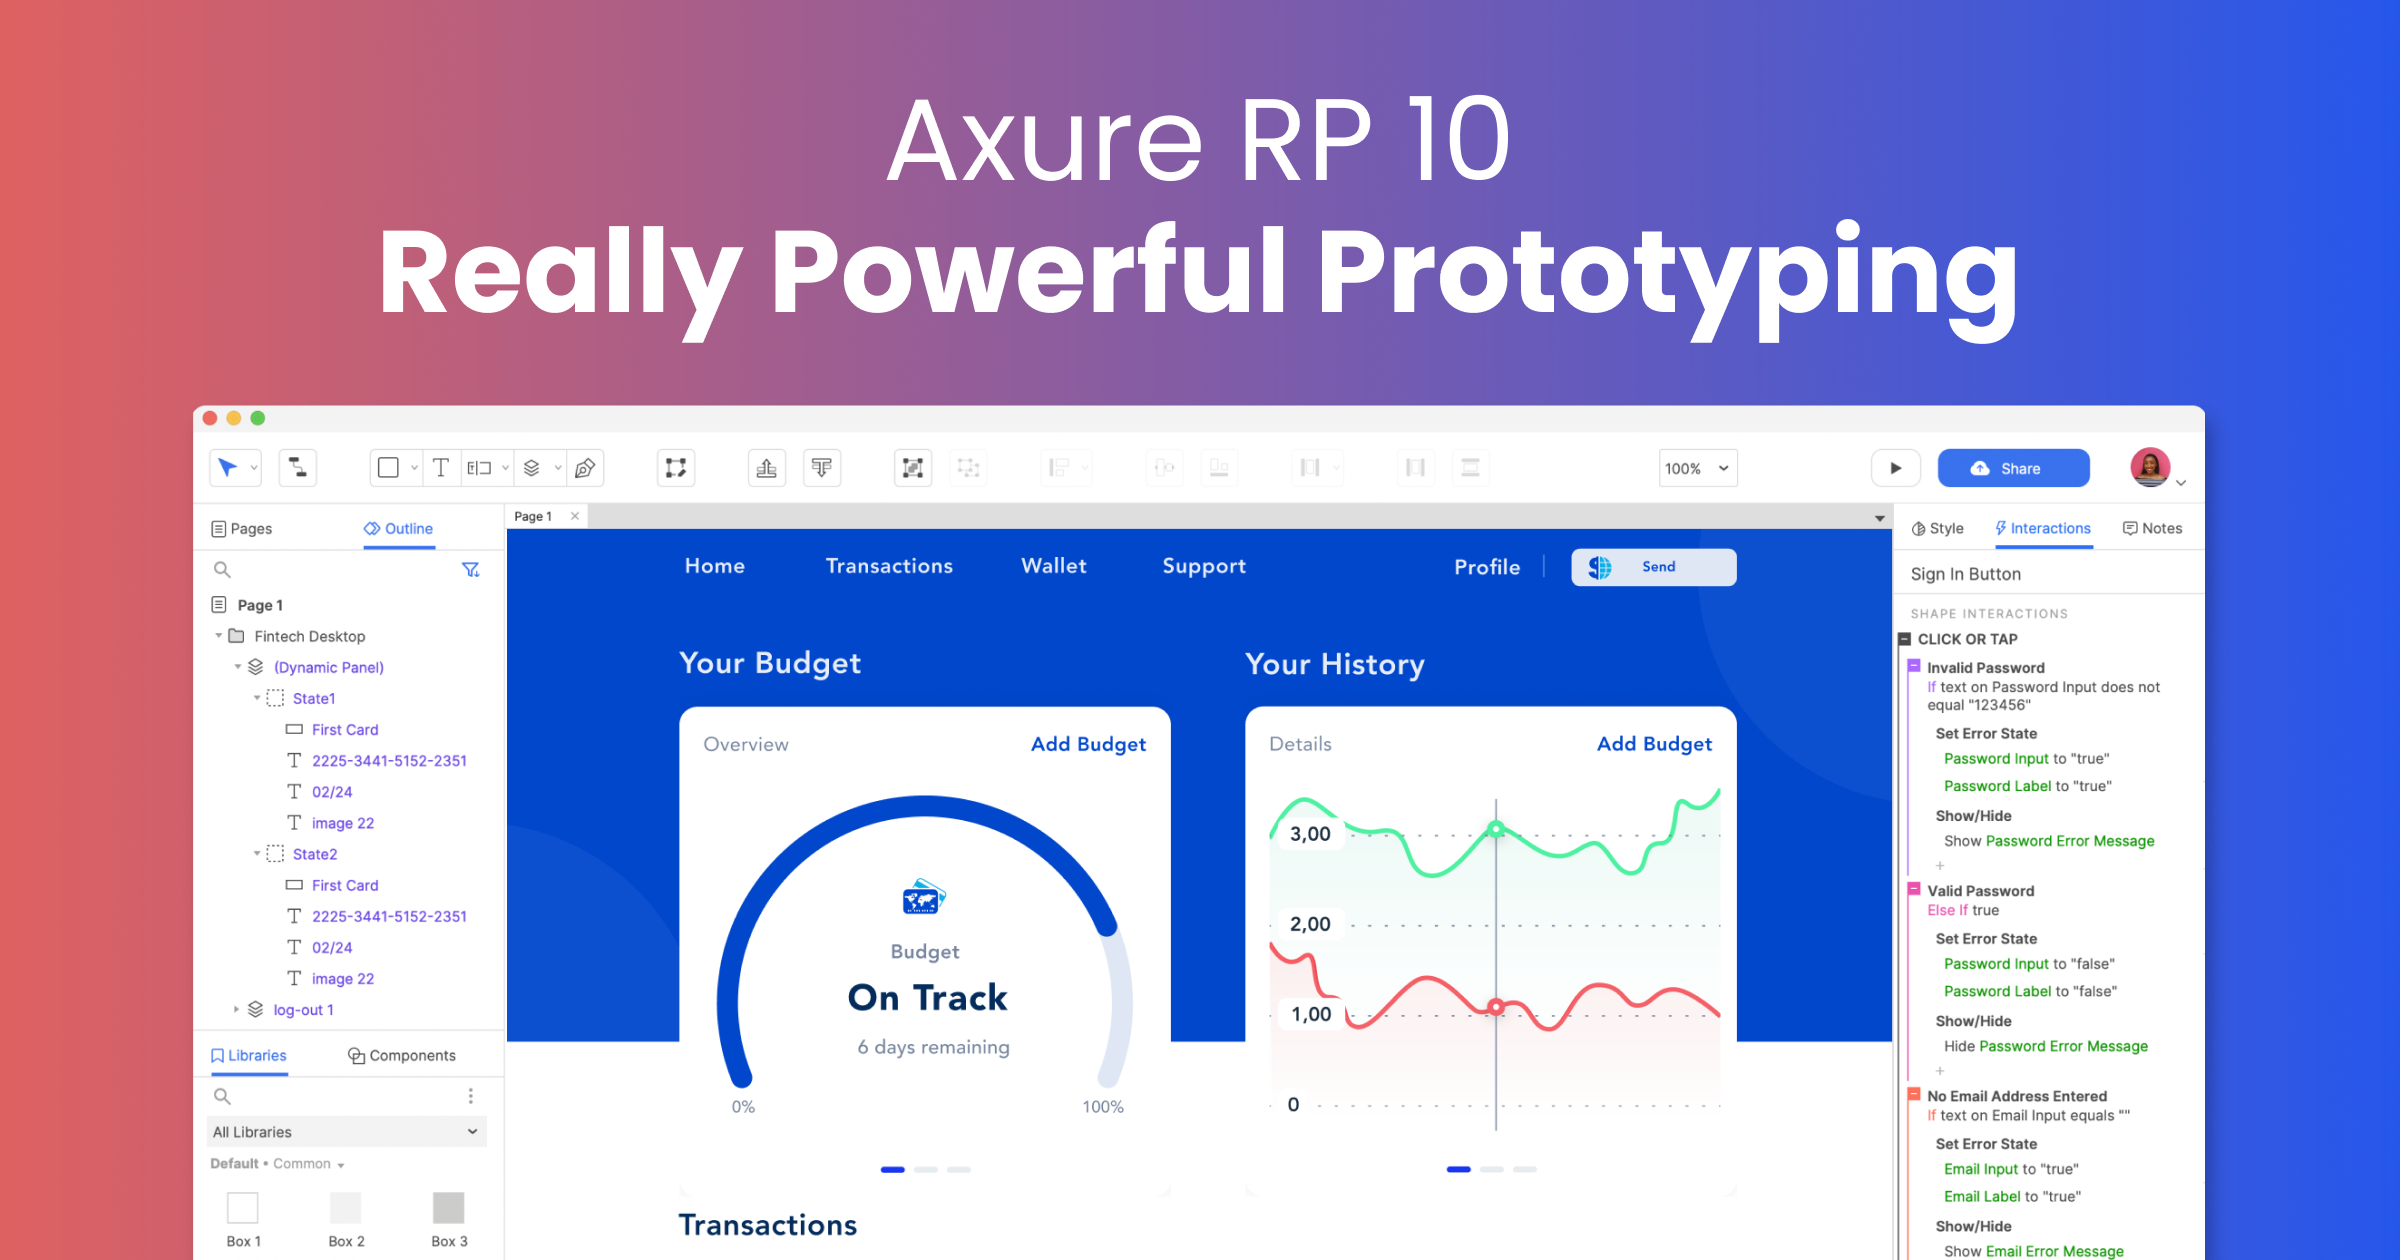 Axure RP 10
Really Powerful Prototyping
100%
Share
Pages
Outline
Page 1
Fintech Desktop
(Dynamic Panel)
State1
First Card
2225-3441-5152-2351
02/24
image 22
State2
First Card
2225-3441-5152-2351
02/24
image 22
log-out 1
Libraries
Components
All Libraries
Default • Common
Box 1
Box 2
Box 3
Page 1
Home
Transactions
Wallet
Support
Profile
Send
Your Budget
Overview
Add Budget
Budget
On Track
6 days remaining
0%
100%
Your History
Details
Add Budget
3,00
2,00
1,00
0
Transactions
Style
Interactions
Notes
Sign In Button
SHAPE INTERACTIONS
CLICK OR TAP
Invalid Password
If text on Password Input does not
equal "123456"
Set Error State
Password Input to "true"
Password Label to "true"
Show/Hide
Show Password Error Message
Valid Password
Else If true
Set Error State
Password Input to "false"
Password Label to "false"
Show/Hide
Hide Password Error Message
No Email Address Entered
If text on Email Input equals ""
Set Error State
Email Input to "true"
Email Label to "true"
Show/Hide
Show Email Error Message